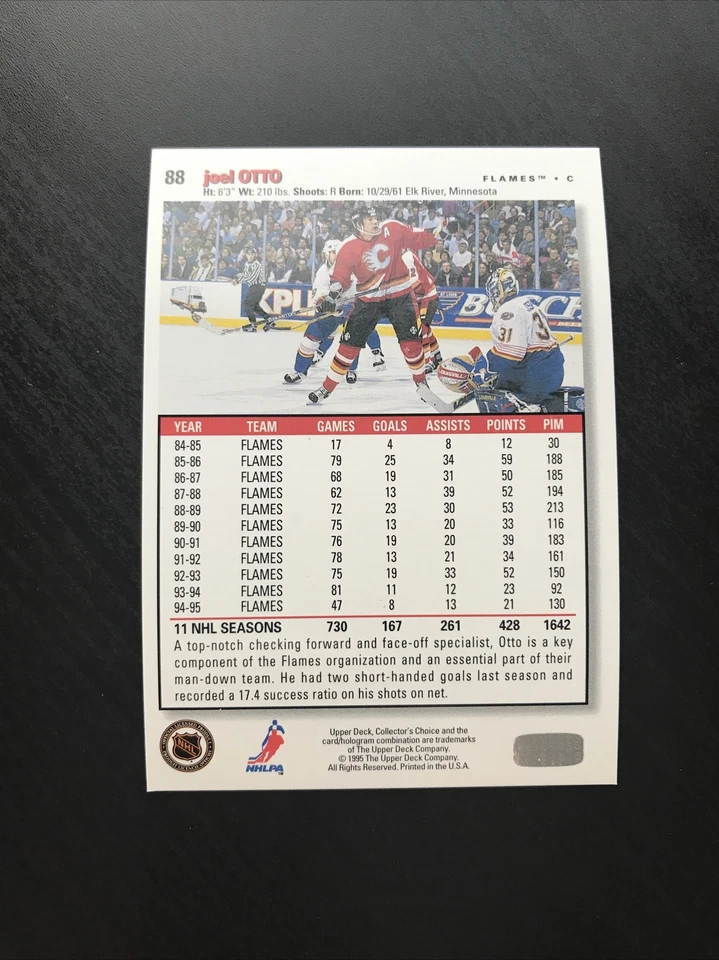 88 joel OTTO FLAMES™ • C
Ht: 6'3" Wt: 210 lbs. Shoots: R Born: 10/29/61 Elk River, Minnesota
A
C
XPL
BUSCH
31 3
LOUISVILLE
YEAR TEAM GAMES GOALS ASSISTS POINTS PIM
84-85 FLAMES 17 4 8 12 30
85-86 FLAMES 79 25 34 59 188
86-87 FLAMES 68 19 31 50 185
87-88 FLAMES 62 13 39 52 194
88-89 FLAMES 72 23 30 53 213
89-90 FLAMES 75 13 20 33 116
90-91 FLAMES 76 19 20 39 183
91-92 FLAMES 78 13 21 34 161
92-93 FLAMES 75 19 33 52 150
93-94 FLAMES 81 11 12 23 92
94-95 FLAMES 47 8 13 21 130
11 NHL SEASONS 730 167 261 428 1642
A top-notch checking forward and face-off specialist, Otto is a key
component of the Flames organization and an essential part of their
man-down team. He had two short-handed goals last season and
recorded a 17.4 success ratio on his shots on net.
NHL
NHLPA
Upper Deck, Collector's Choice and the
card/hologram combination are trademarks
of The Upper Deck Company.
© 1995 The Upper Deck Company.
All Rights Reserved. Printed in the U.S.A.